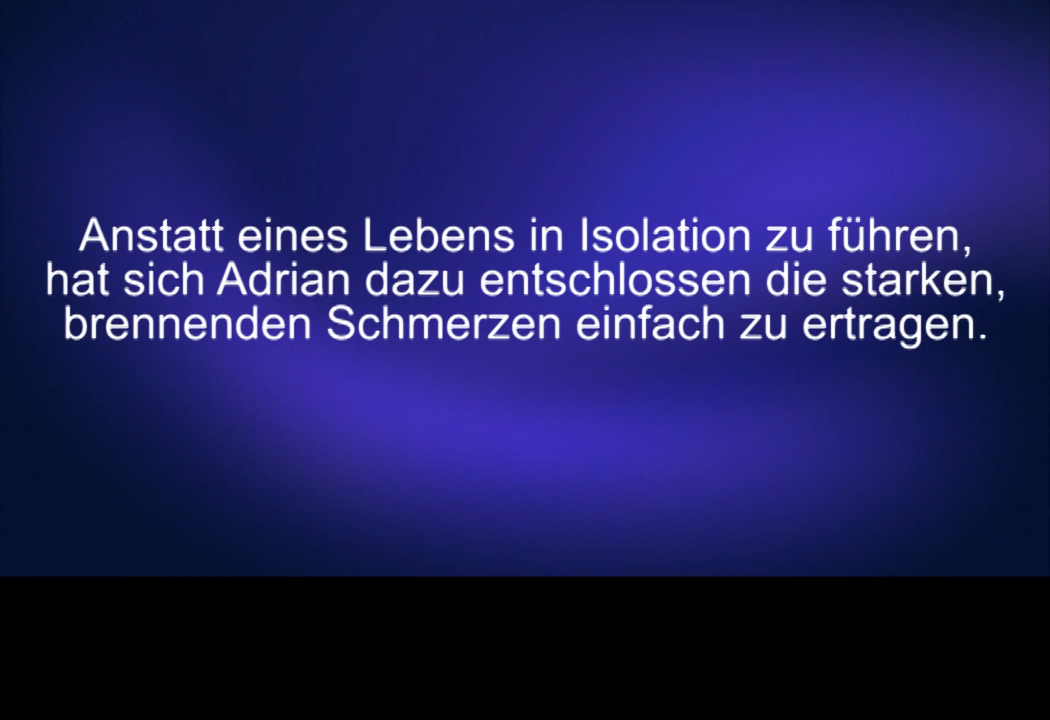 Anstatt eines Lebens in Isolation zu führen,
hat sich Adrian dazu entschlossen die starken,
brennenden Schmerzen einfach zu ertragen.